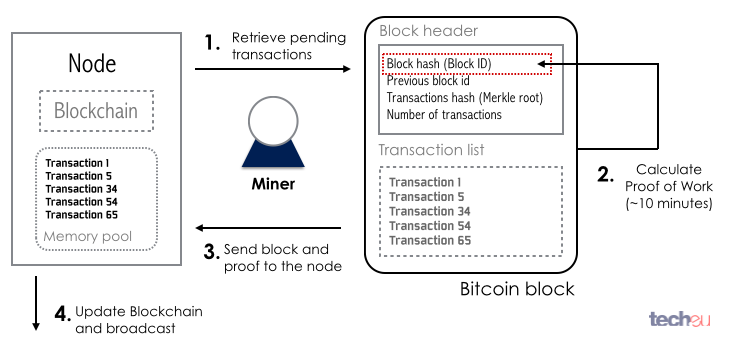 Node
Blockchain
Transaction 1
Transaction 5
Transaction 34
Transaction 54
Transaction 65
Memory pool
1. Retrieve pending
transactions
Miner
3. Send block and
proof to the node
4. Update Blockchain
and broadcast
Block header
Block hash (Block ID)
Previous block id
Transactions hash (Merkle root)
Number of transactions
Transaction list
Transaction 1
Transaction 5
Transaction 34
Transaction 54
Transaction 65
Bitcoin block
2. Calculate
Proof of Work
(~10 minutes)
techeu